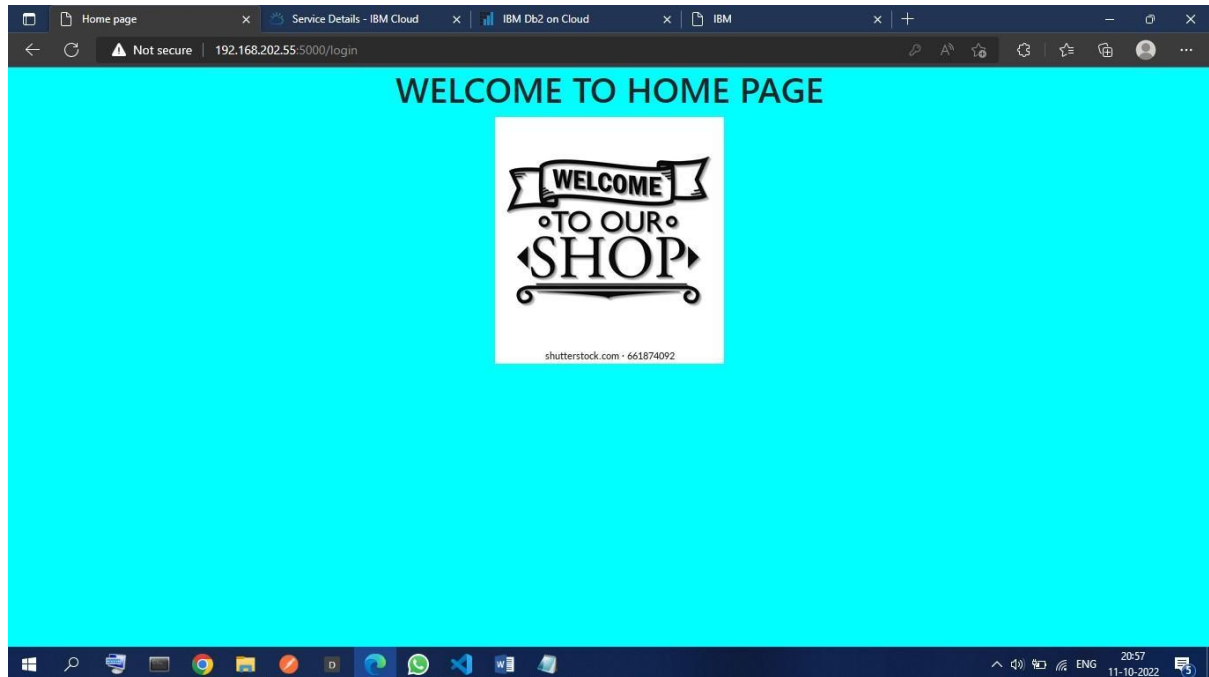 Home page
Service Details - IBM Cloud
IBM Db2 on Cloud
IBM
Not secure | 192.168.202.55:5000/login
WELCOME TO HOME PAGE
WELCOME
TO OUR
SHOP
shutterstock.com · 661874092
ENG
20:57
11-10-2022